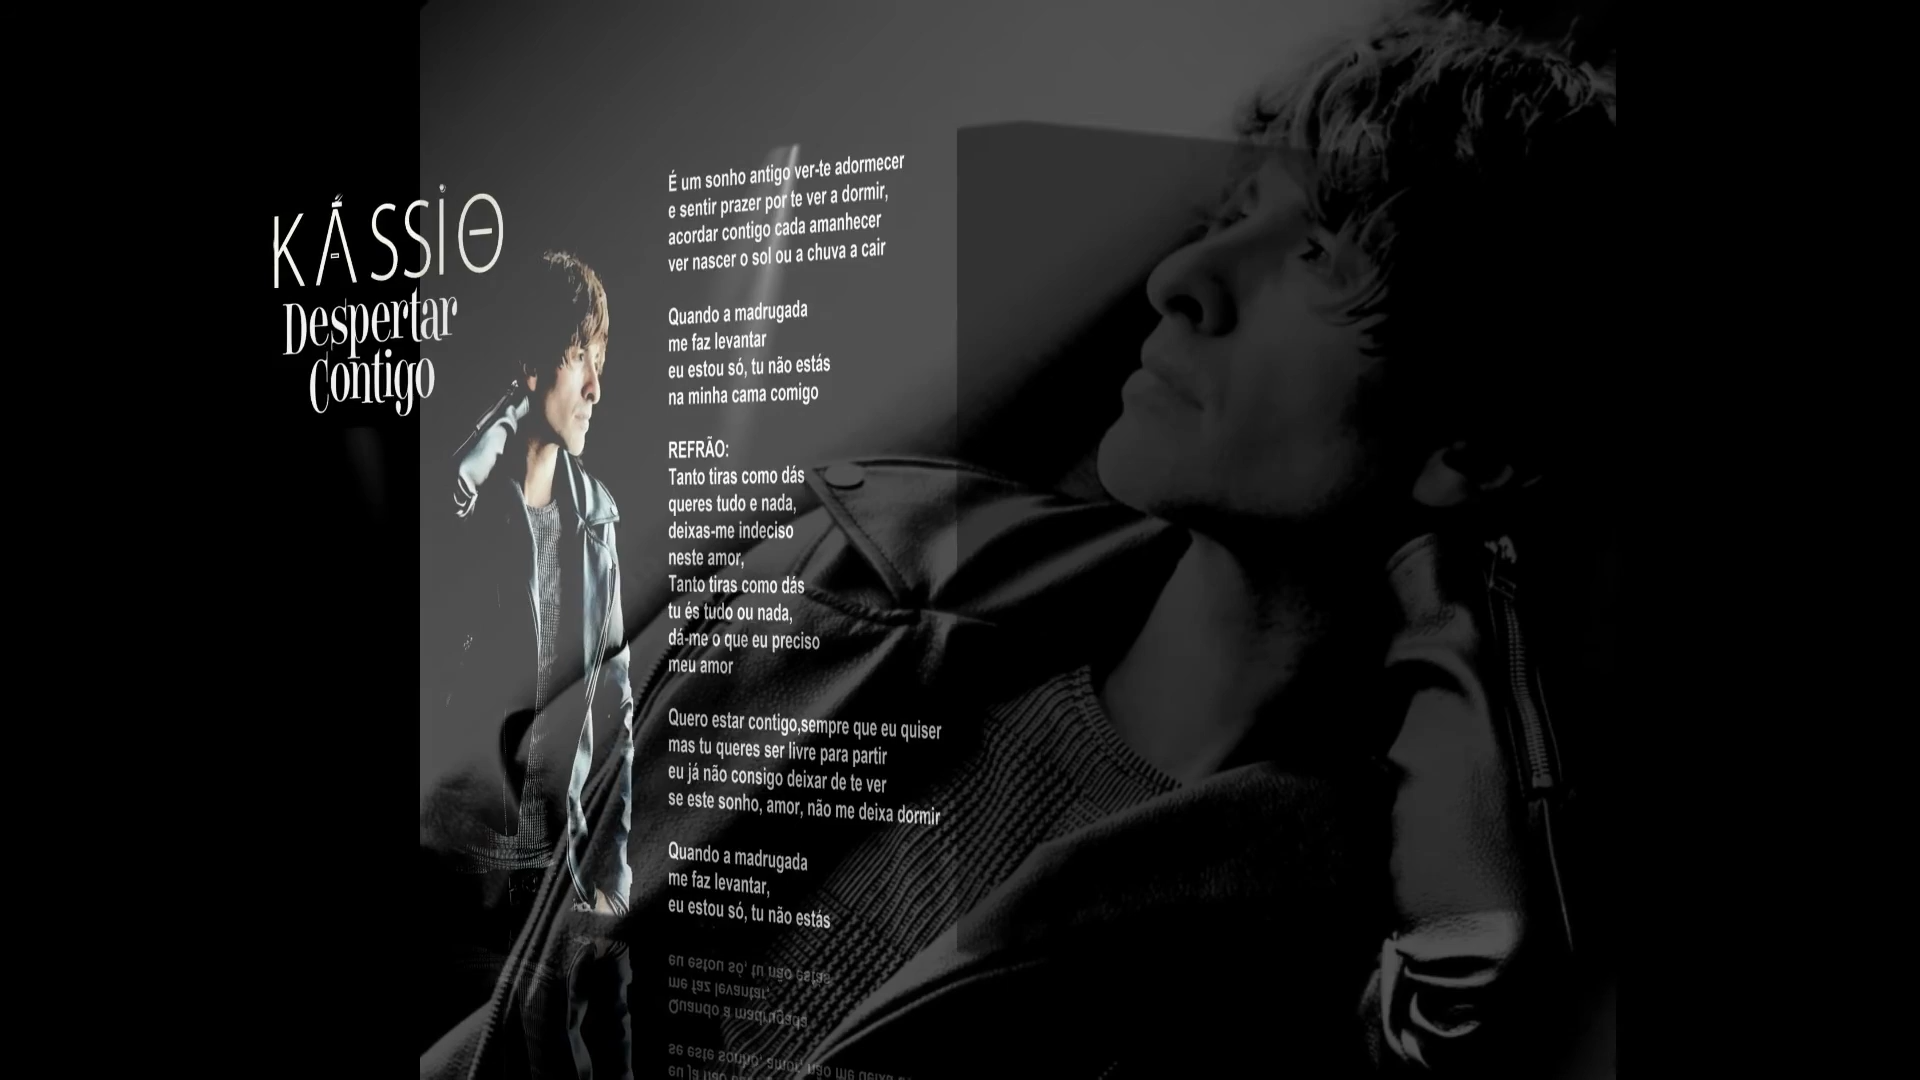 KÁSSIO
Despertar
Contigo
É um sonho antigo ver-te adormecer
e sentir prazer por te ver a dormir,
acordar contigo cada amanhecer
ver nascer o sol ou a chuva a cair
Quando a madrugada
me faz levantar
eu estou só, tu não estás
na minha cama comigo
REFRÃO:
Tanto tiras como dás
queres tudo e nada,
deixas-me indeciso
neste amor,
Tanto tiras como dás
tu és tudo ou nada,
dá-me o que eu preciso
meu amor
Quero estar contigo,sempre que eu quiser
mas tu queres ser livre para partir
eu já não consigo deixar de te ver
se este sonho, amor, não me deixa dormir
Quando a madrugada
me faz levantar,
eu estou só, tu não estás